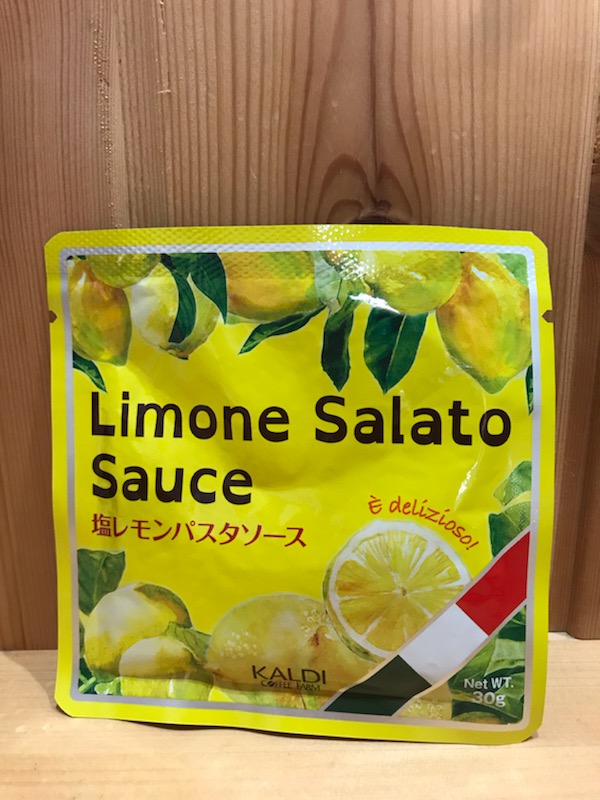 Limone Salato
Sauce
塩レモンパスタソース
È delizioso!
KALDI
COFFEE FARM
Net WT.
30g